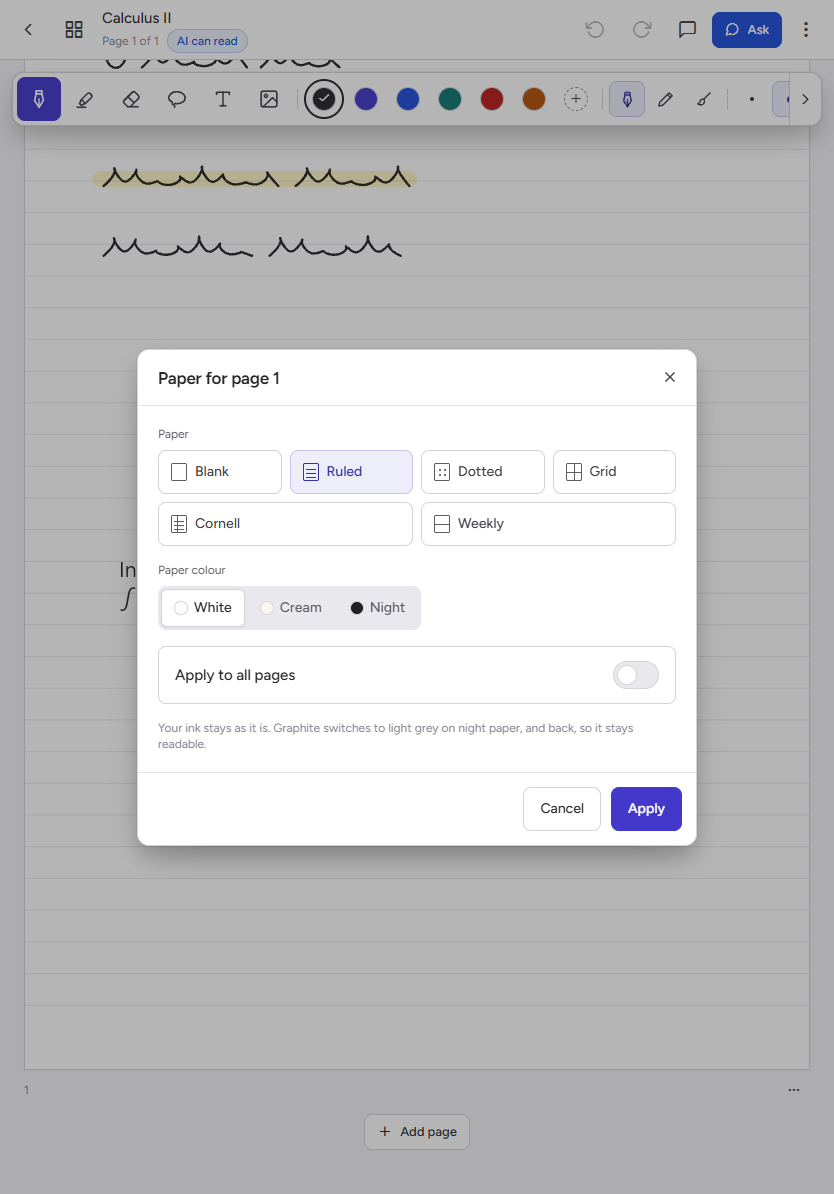 Calculus II
Page 1 of 1 AI can read
Ask
Paper for page 1
Paper
Blank Ruled Dotted Grid
Cornell Weekly
Paper colour
In
∫
White Cream Night
Apply to all pages
Your ink stays as it is. Graphite switches to light grey on night paper, and back, so it stays
readable.
Cancel Apply
1
Add page